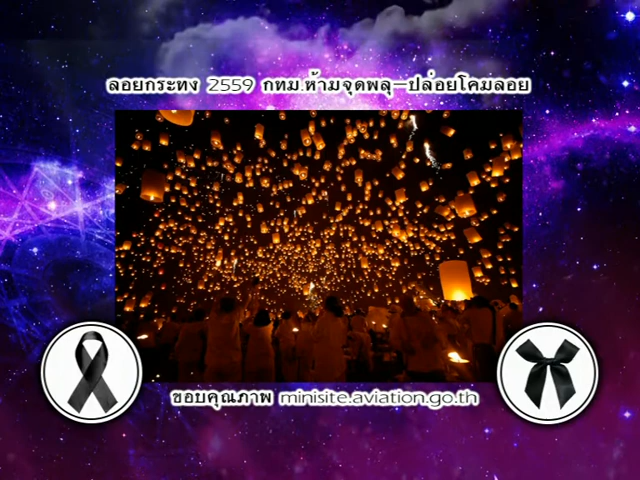 ลอยกระทง 2559 กทม.ห้ามจุดพลุ-ปล่อยโคมลอย
ขอบคุณภาพ minisite.aviation.go.th